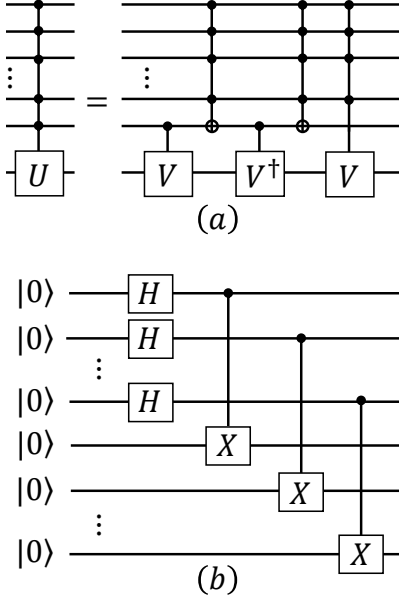 ⋮ = ⋮
U V V† V
(a)
|0⟩ H
|0⟩ H
⋮
|0⟩ H
|0⟩ X
|0⟩ X
⋮
|0⟩ X
(b)